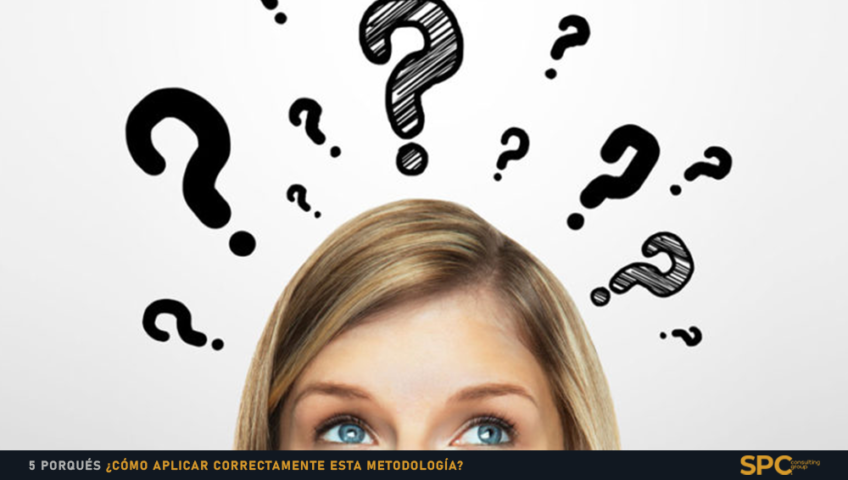 5 PORQUÉS ¿CÓMO APLICAR CORRECTAMENTE ESTA METODOLOGÍA?
SPC consulting
group